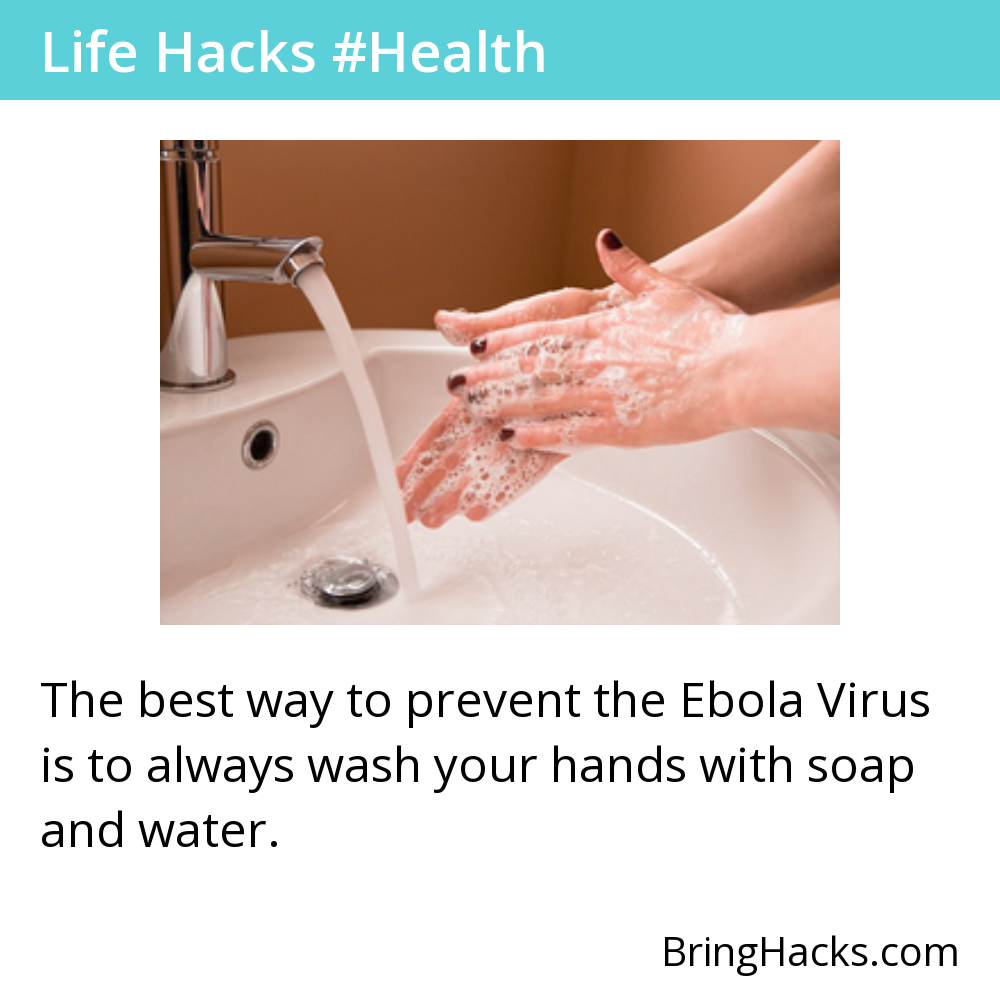 Life Hacks #Health
The best way to prevent the Ebola Virus
is to always wash your hands with soap
and water.
BringHacks.com